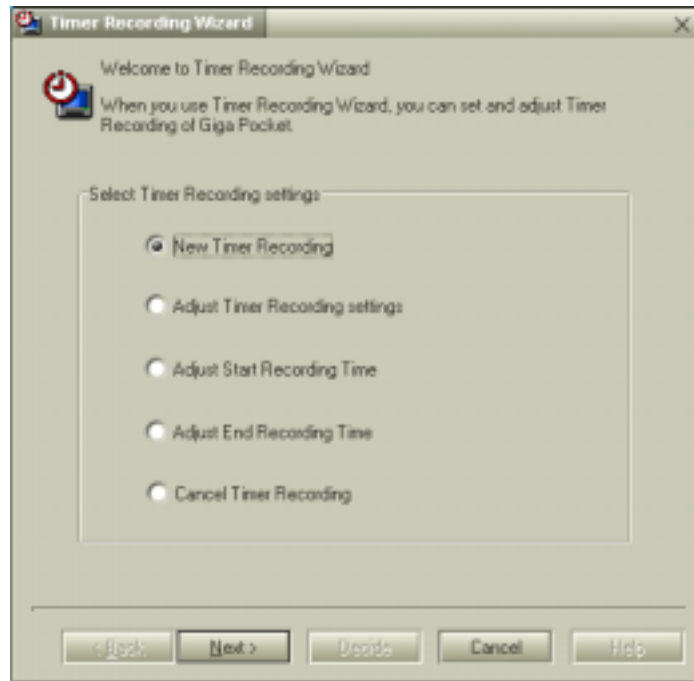 Timer Recording Wizard
Welcome to Timer Recording Wizard
When you use Timer Recording Wizard, you can set and adjust Timer
Recording of Giga Pocket.
Select Timer Recording settings
New Timer Recording
Adjust Timer Recording settings
Adjust Start Recording Time
Adjust End Recording Time
Cancel Timer Recording
< Back Next > Decide Cancel Help